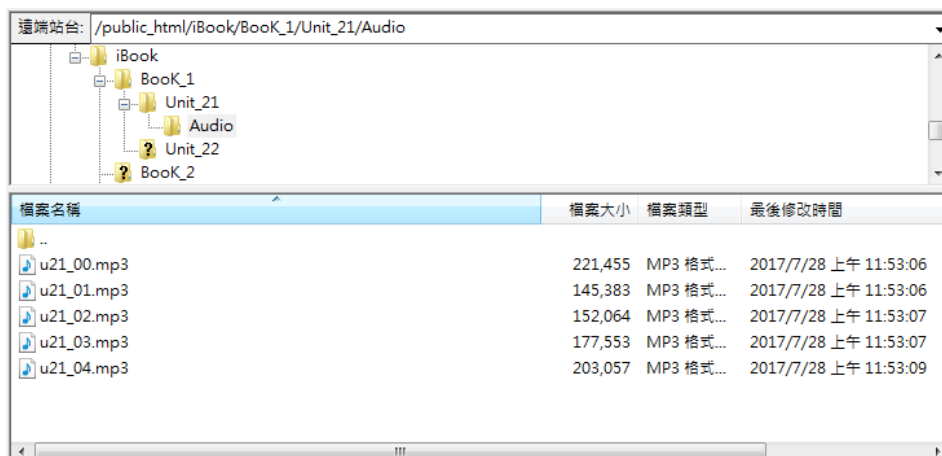 遠端站台: /public_html/iBook/BooK_1/Unit_21/Audio
iBook
BooK_1
Unit_21
Audio
? Unit_22
? BooK_2
檔案名稱 檔案大小 檔案類型 最後修改時間
..
u21_00.mp3 221,455 MP3 格式... 2017/7/28 上午 11:53:06
u21_01.mp3 145,383 MP3 格式... 2017/7/28 上午 11:53:06
u21_02.mp3 152,064 MP3 格式... 2017/7/28 上午 11:53:07
u21_03.mp3 177,553 MP3 格式... 2017/7/28 上午 11:53:07
u21_04.mp3 203,057 MP3 格式... 2017/7/28 上午 11:53:09